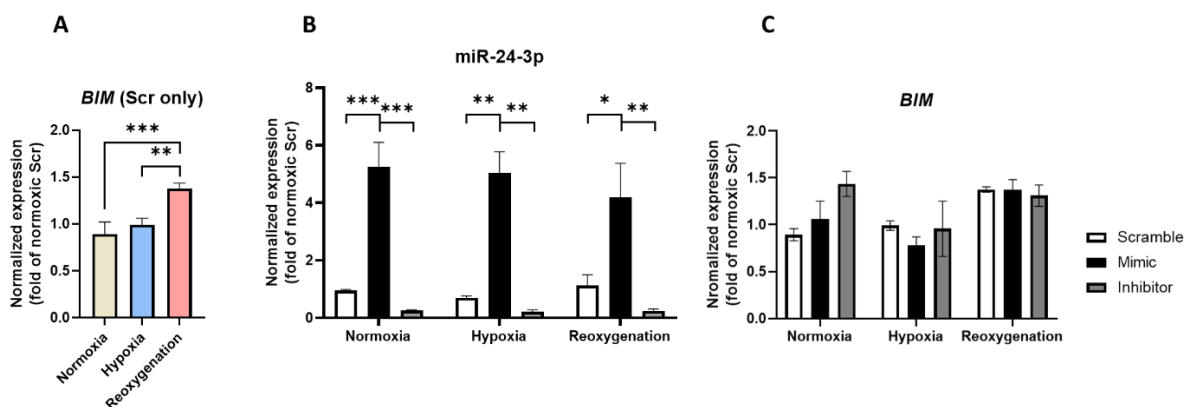 A
BIM (Scr only)
Normalized expression
(fold of normoxic Scr)
2.0
1.5
1.0
0.5
0.0
***
**
Normoxia
Hypoxia
Reoxygenation
B
miR-24-3p
Normalized expression
(fold of normoxic Scr)
8
6
4
2
0
***
***
**
**
*
**
Normoxia
Hypoxia
Reoxygenation
C
BIM
Nromalized expression
(fold of normoxic Scr)
2.0
1.5
1.0
0.5
0.0
Normoxia
Hypoxia
Reoxygenation
Scramble
Mimic
Inhibitor